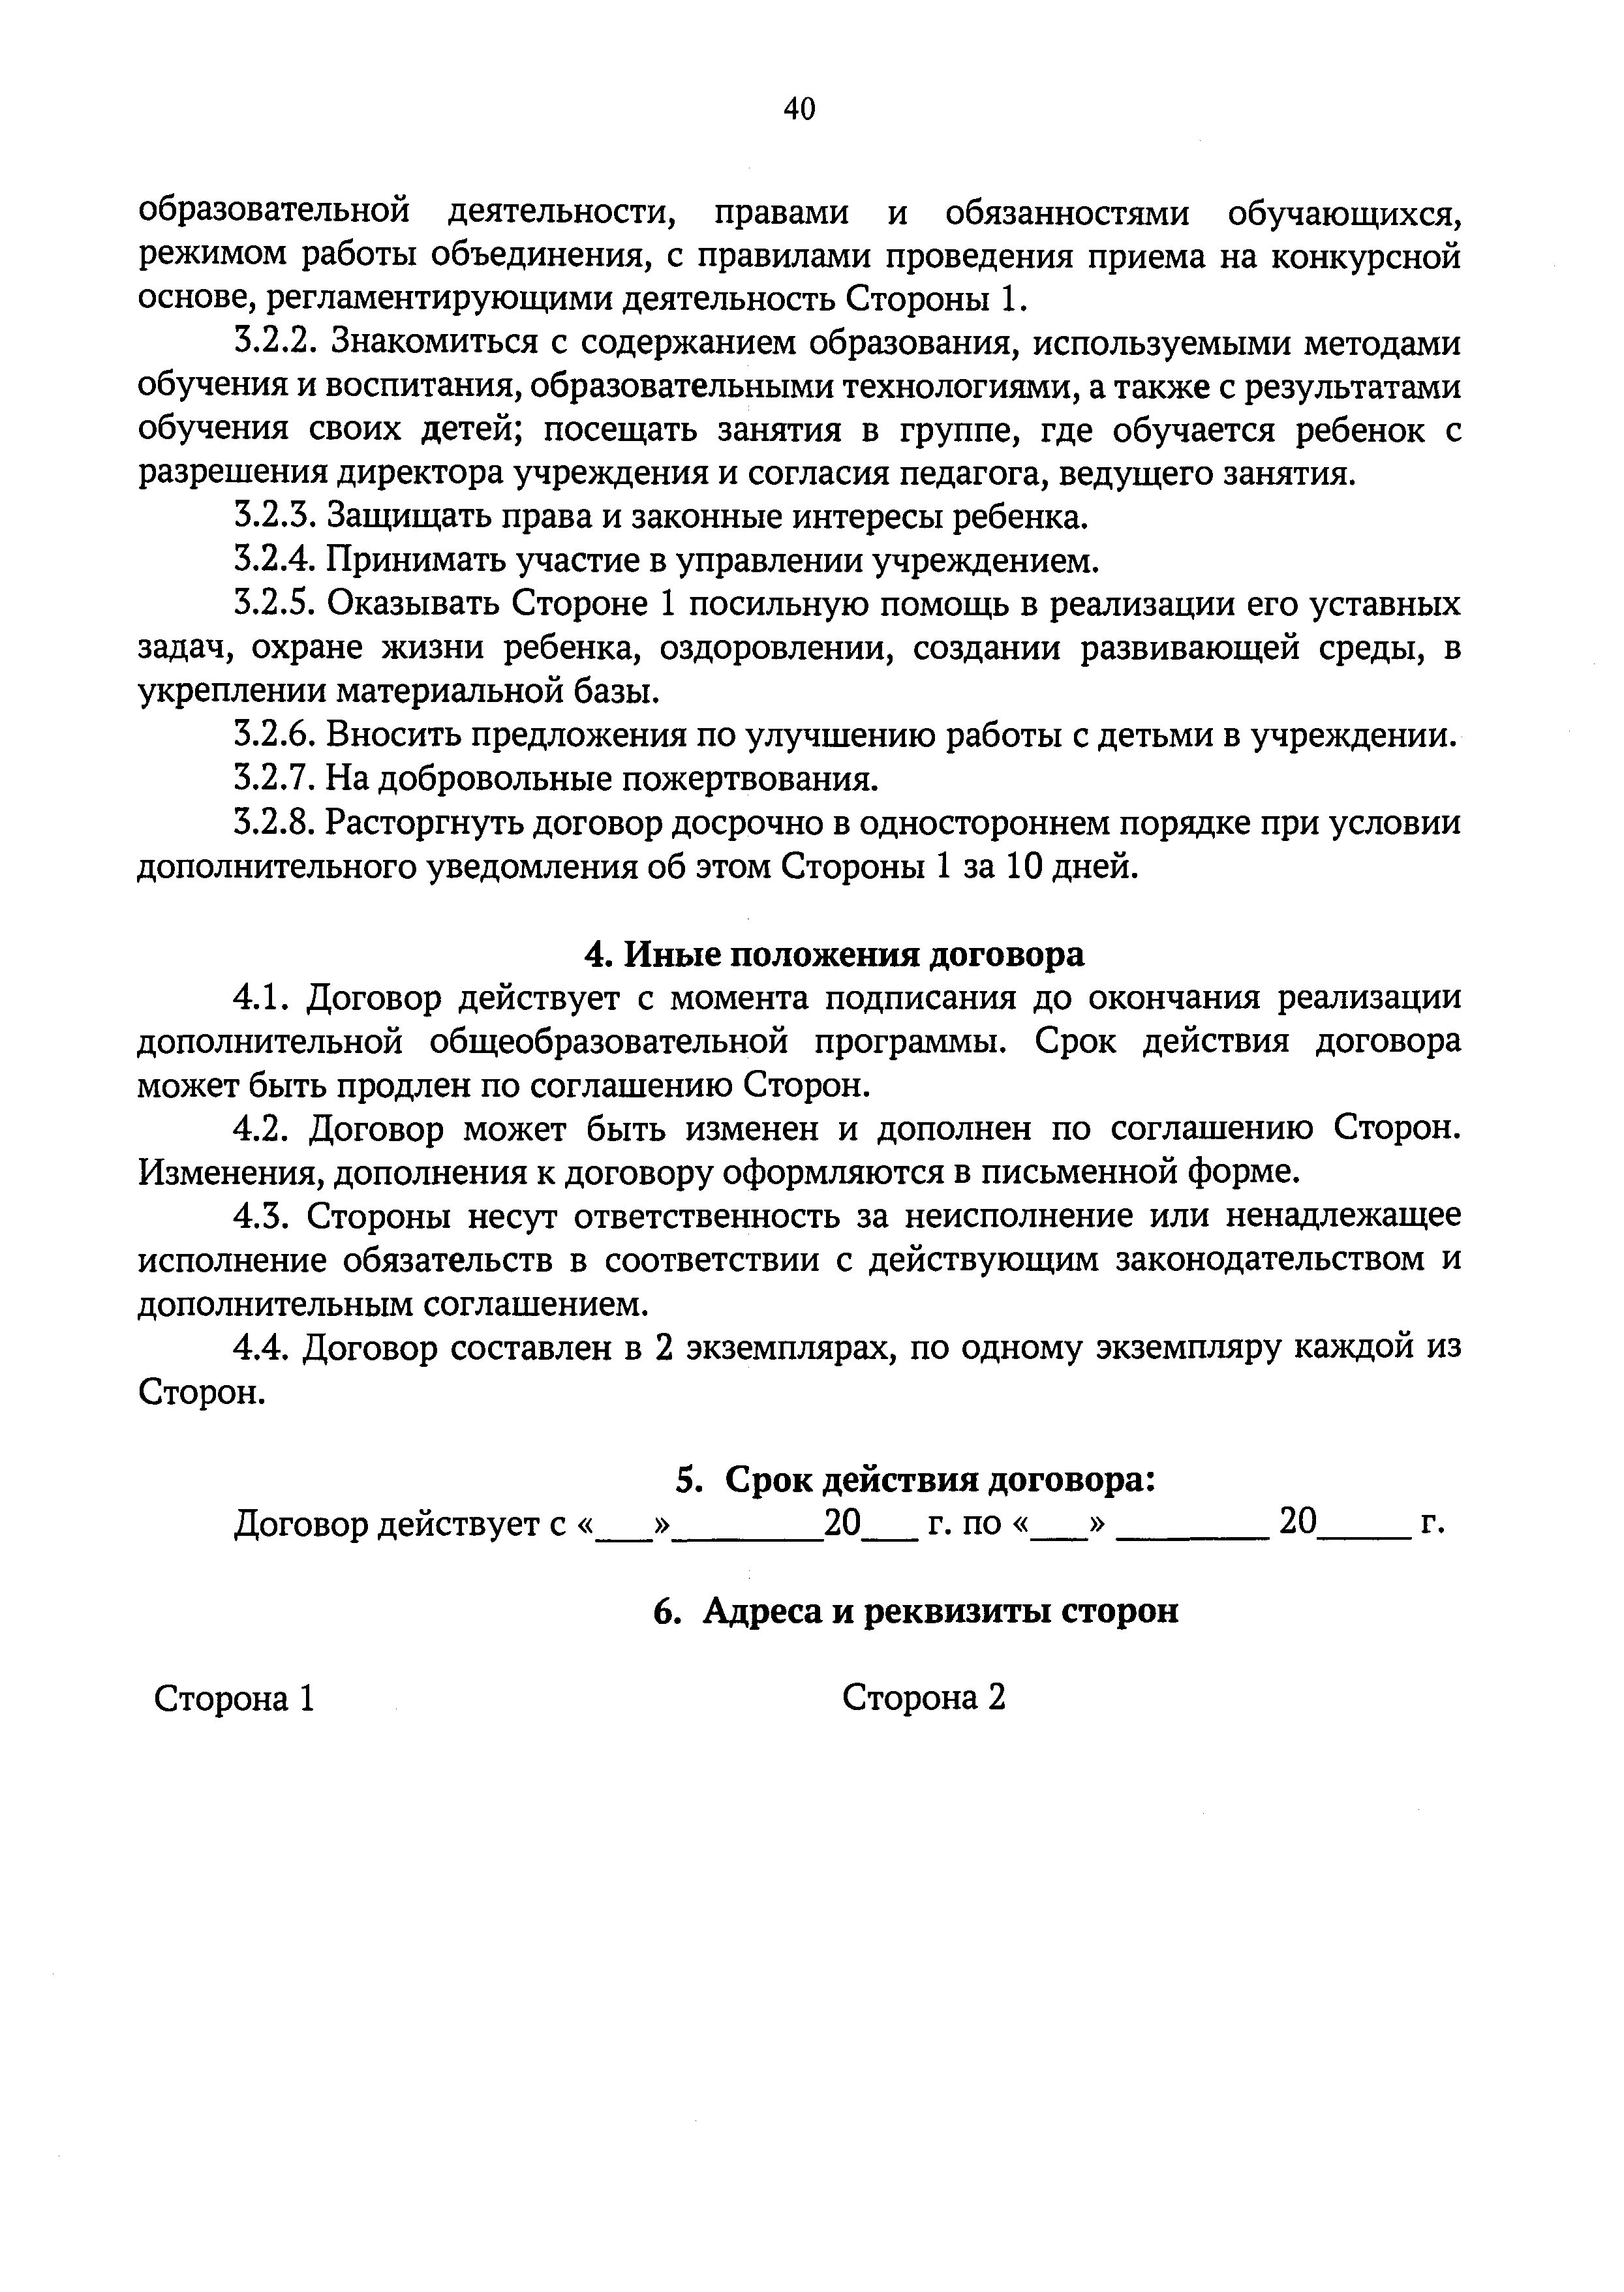 40
образовательной деятельности, правами и обязанностями обучающихся,
режимом работы объединения, с правилами проведения приема на конкурсной
основе, регламентирующими деятельность Стороны 1.
3.2.2. Знакомиться с содержанием образования, используемыми методами
обучения и воспитания, образовательными технологиями, а также с результатами
обучения своих детей; посещать занятия в группе, где обучается ребенок с
разрешения директора учреждения и согласия педагога, ведущего занятия.
3.2.3. Защищать права и законные интересы ребенка.
3.2.4. Принимать участие в управлении учреждением.
3.2.5. Оказывать Стороне 1 посильную помощь в реализации его уставных
задач, охране жизни ребенка, оздоровлении, создании развивающей среды, в
укреплении материальной базы.
3.2.6. Вносить предложения по улучшению работы с детьми в учреждении.
3.2.7. На добровольные пожертвования.
3.2.8. Расторгнуть договор досрочно в одностороннем порядке при условии
дополнительного уведомления об этом Стороны 1 за 10 дней.
4. Иные положения договора
4.1. Договор действует с момента подписания до окончания реализации
дополнительной общеобразовательной программы. Срок действия договора
может быть продлен по соглашению Сторон.
4.2. Договор может быть изменен и дополнен по соглашению Сторон.
Изменения, дополнения к договору оформляются в письменной форме.
4.3. Стороны несут ответственность за неисполнение или ненадлежащее
исполнение обязательств в соответствии с действующим законодательством и
дополнительным соглашением.
4.4. Договор составлен в 2 экземплярах, по одному экземпляру каждой из
Сторон.
5. Срок действия договора:
Договор действует с «___»________20___ г. по «___» ________ 20_____ г.
6. Адреса и реквизиты сторон
Сторона 1 Сторона 2